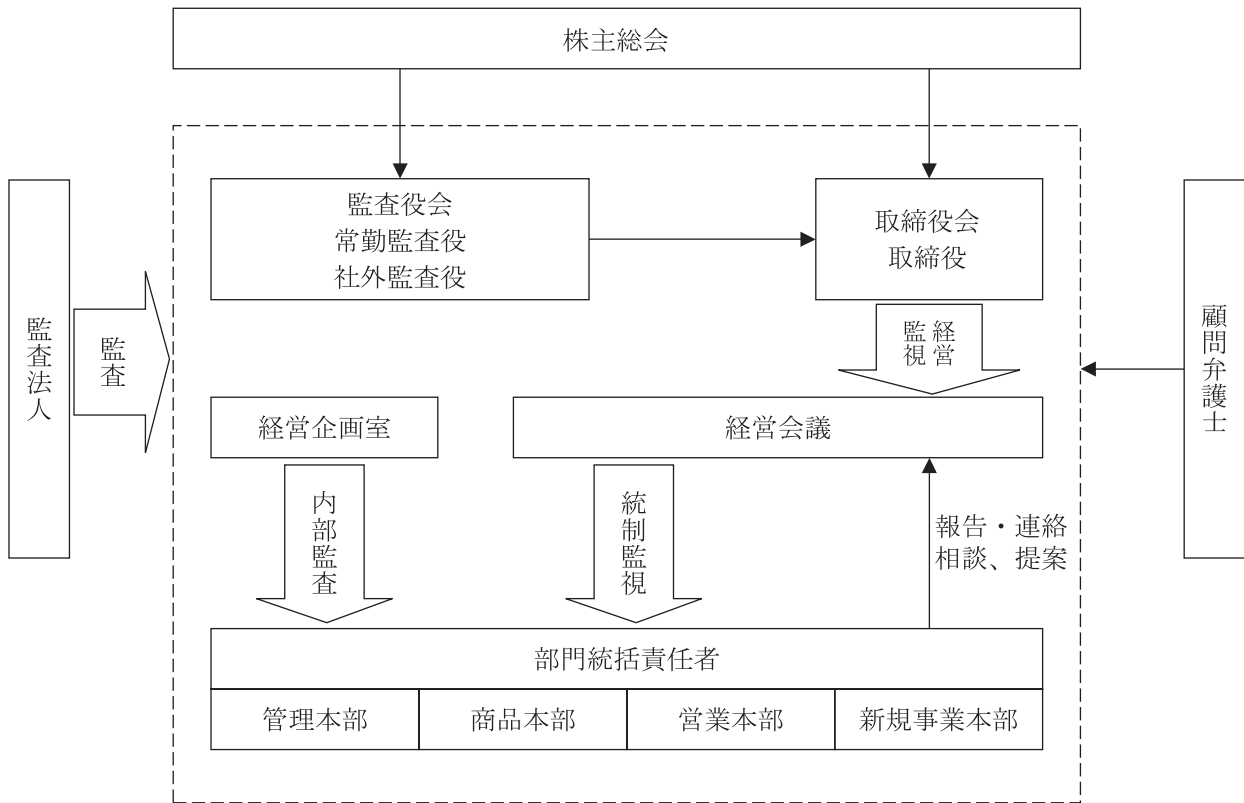 株主総会
監査役会
常勤監査役
社外監査役
取締役会
取締役
監査法人
監査
経営
監視
顧問弁護士
経営企画室
経営会議
内部監査
統制監視
報告・連絡
相談、提案
部門統括責任者
管理本部
商品本部
営業本部
新規事業本部